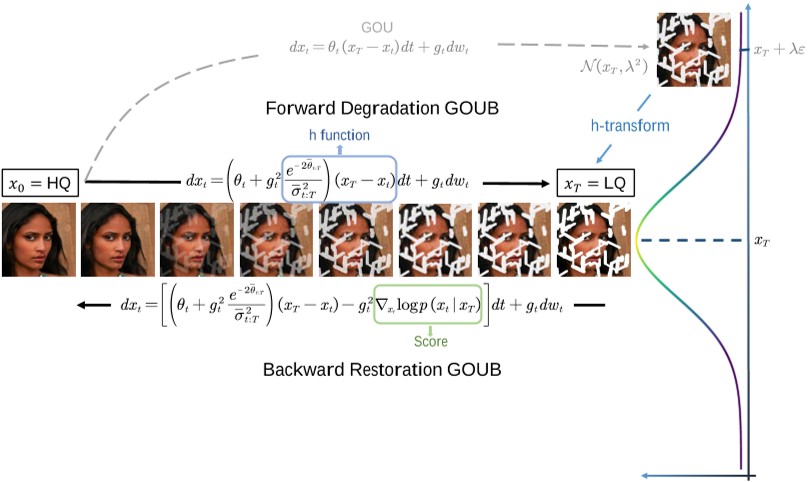 GOU
dx_t = θ_t (x_T − x_t)dt + g_t dw_t
x_T + λε
𝒩(x_T, λ²)
Forward Degradation GOUB
h function
h-transform
x_0 = HQ
dx_t = (θ_t + g_t² e^{−2θ̄_{t:T}} / σ̄²_{t:T}) (x_T − x_t)dt + g_t dw_t
x_T = LQ
x_T
dx_t = [(θ_t + g_t² e^{−2θ̄_{t:T}} / σ̄²_{t:T}) (x_T − x_t) − g_t² ∇_{x_t} log p(x_t | x_T)] dt + g_t dw_t
Score
Backward Restoration GOUB